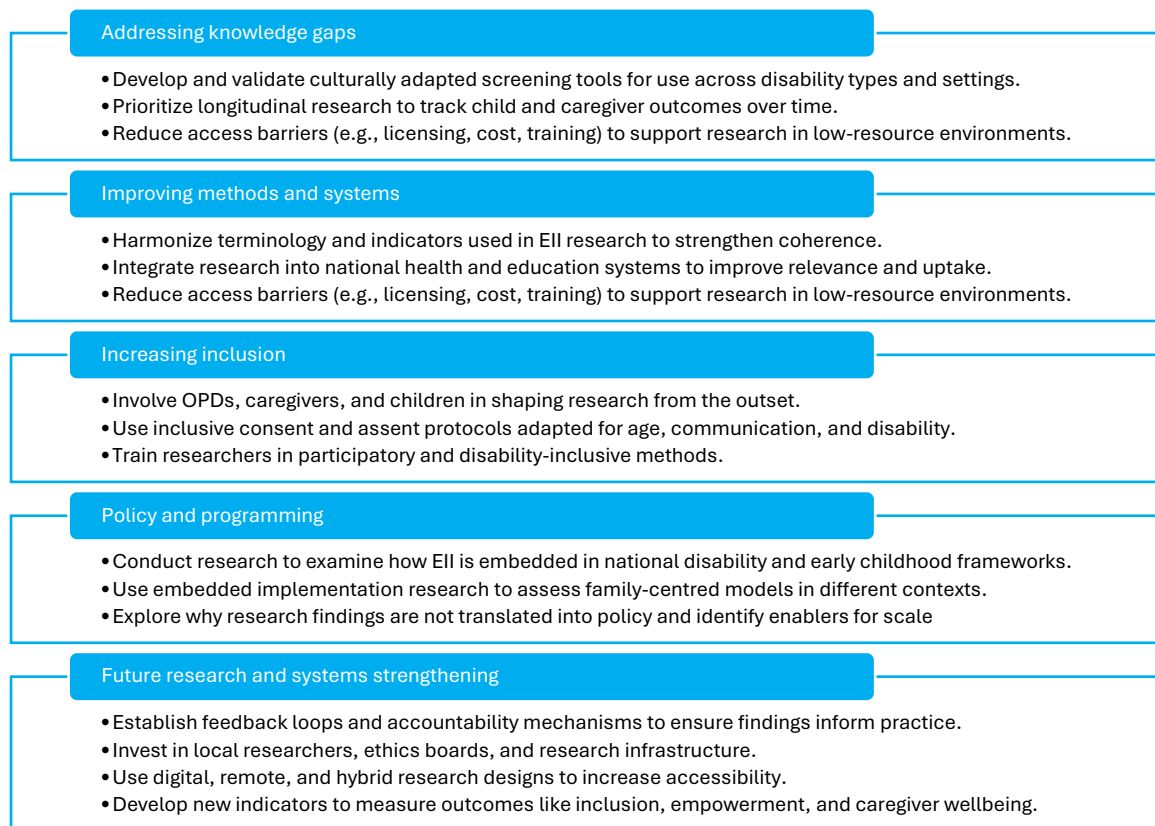 Addressing knowledge gaps
•Develop and validate culturally adapted screening tools for use across disability types and settings.
•Prioritize longitudinal research to track child and caregiver outcomes over time.
•Reduce access barriers (e.g., licensing, cost, training) to support research in low-resource environments.
Improving methods and systems
•Harmonize terminology and indicators used in EII research to strengthen coherence.
•Integrate research into national health and education systems to improve relevance and uptake.
•Reduce access barriers (e.g., licensing, cost, training) to support research in low-resource environments.
Increasing inclusion
•Involve OPDs, caregivers, and children in shaping research from the outset.
•Use inclusive consent and assent protocols adapted for age, communication, and disability.
•Train researchers in participatory and disability-inclusive methods.
Policy and programming
•Conduct research to examine how EII is embedded in national disability and early childhood frameworks.
•Use embedded implementation research to assess family-centred models in different contexts.
•Explore why research findings are not translated into policy and identify enablers for scale
Future research and systems strengthening
•Establish feedback loops and accountability mechanisms to ensure findings inform practice.
•Invest in local researchers, ethics boards, and research infrastructure.
•Use digital, remote, and hybrid research designs to increase accessibility.
•Develop new indicators to measure outcomes like inclusion, empowerment, and caregiver wellbeing.